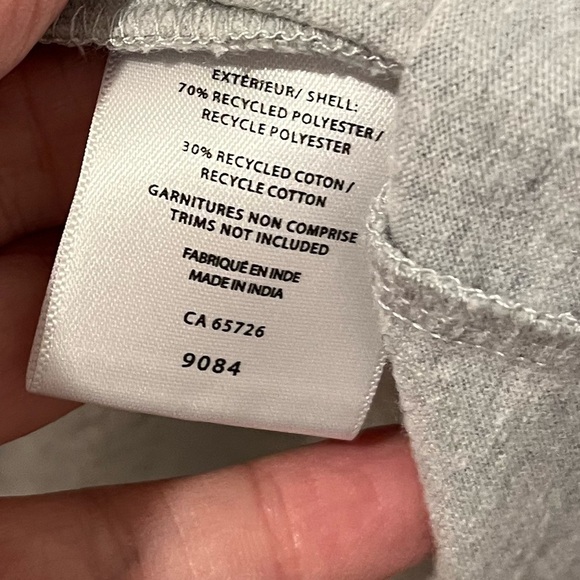 EXTÉRIEUR/ SHELL:
70% RECYCLED POLYESTER/
RECYCLE POLYESTER
30% RECYCLED COTON /
RECYCLE COTTON
GARNITURES NON COMPRISE
TRIMS NOT INCLUDED
FABRIQUÉ EN INDE
MADE IN INDIA
CA 65726
9084